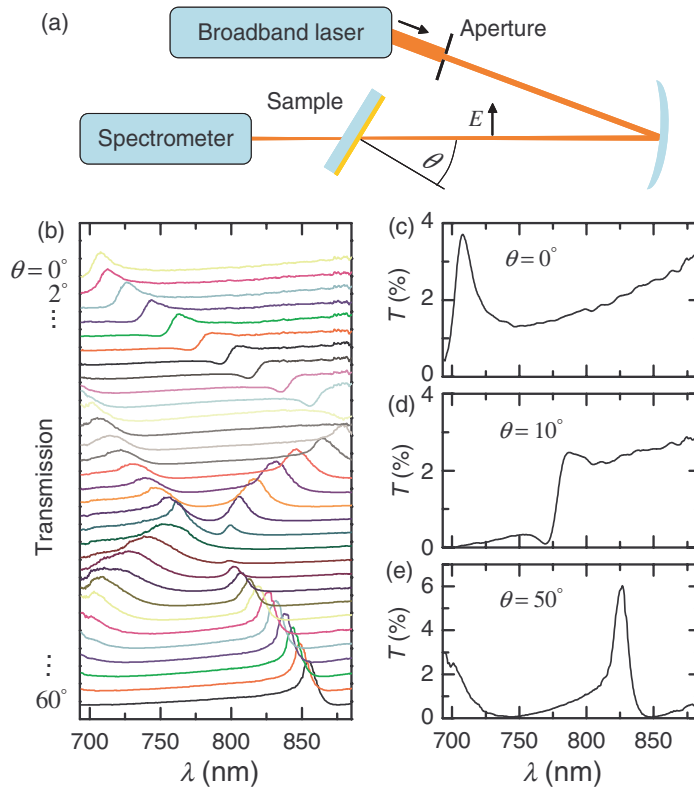 (a)
Broadband laser
Aperture
Sample
Spectrometer
E
θ
(b)
θ = 0°
2°
...
Transmission
...
60°
700 750 800 850
λ (nm)
(c)
θ = 0°
T (%)
4
2
0
(d)
θ = 10°
T (%)
4
2
0
(e)
θ = 50°
T (%)
6
4
2
0
700 750 800 850
λ (nm)